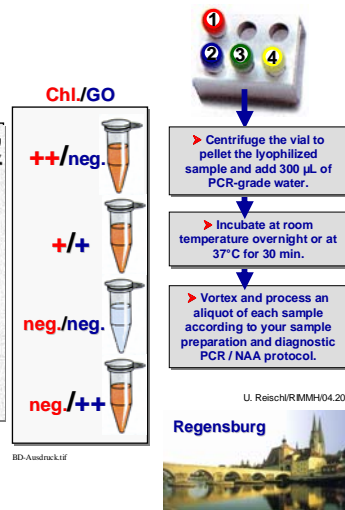 Chl./GO
++/neg.
+/+
neg./neg.
neg./++
BD-Ausdruck.tif
1
2
3
4
➤ Centrifuge the vial to
pellet the lyophilized
sample and add 300 µL of
PCR-grade water.
➤ Incubate at room
temperature overnight or at
37°C for 30 min.
➤ Vortex and process an
aliquot of each sample
according to your sample
preparation and diagnostic
PCR / NAA protocol.
U. Reischl/RIMMH/04.20
Regensburg